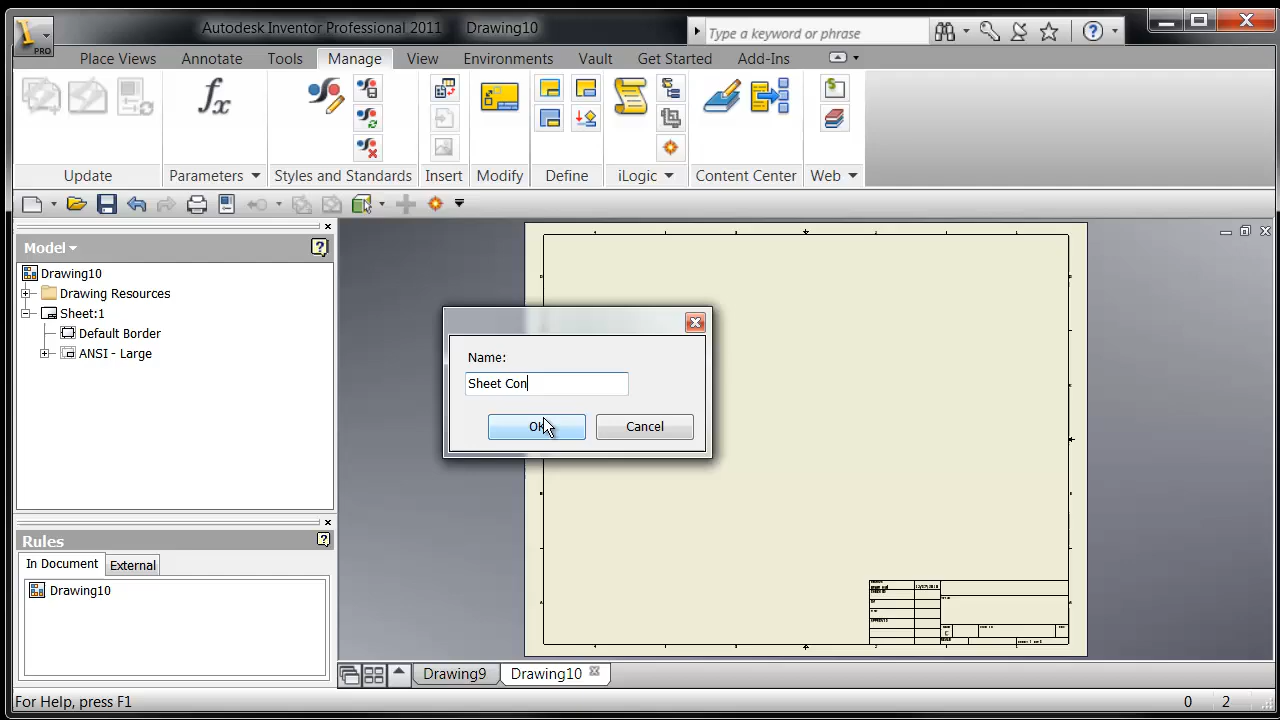 Autodesk Inventor Professional 2011 Drawing10
Type a keyword or phrase
PRO
Place Views Annotate Tools Manage View Environments Vault Get Started Add-Ins
fx
Update Parameters Styles and Standards Insert Modify Define iLogic Content Center Web
Model
Drawing10
Drawing Resources
Sheet:1
Default Border
ANSI - Large
Name:
Sheet Con
OK Cancel
Rules
In Document External
Drawing10
Drawing9 Drawing10
For Help, press F1 0 2